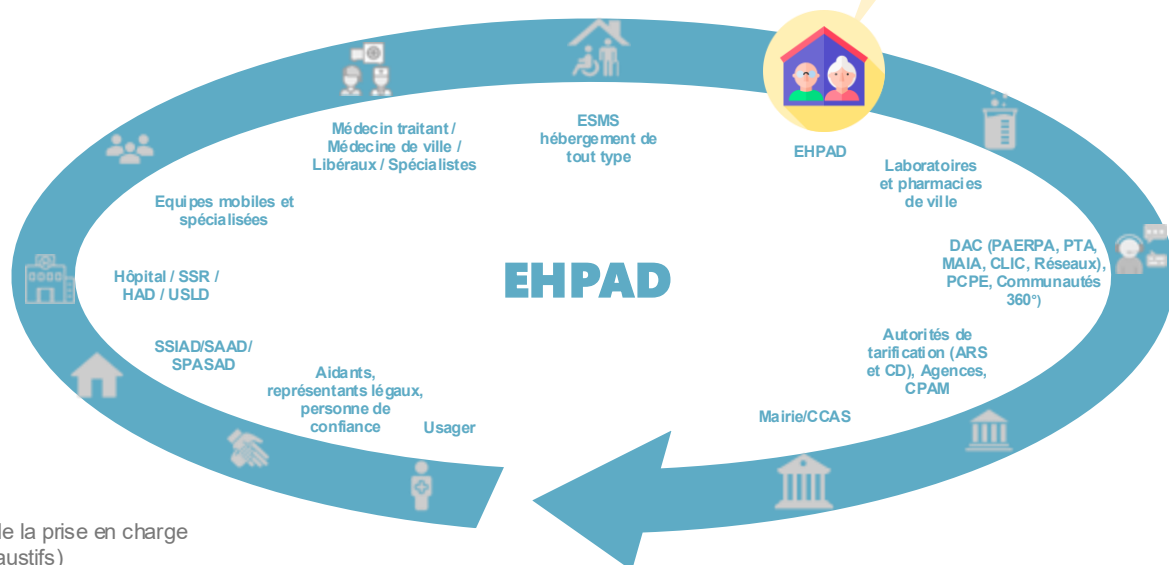 ESMS
hébergement de
tout type
Médecin traitant /
Médecine de ville /
Libéraux / Spécialistes
EHPAD
Laboratoires
et pharmacies
de ville
Equipes mobiles et
spécialisées
DAC (PAERPA, PTA,
MAIA, CLIC, Réseaux),
PCPE, Communautés
360°)
EHPAD
Hôpital / SSR /
HAD / USLD
SSIAD/SAAD/
SPASAD
Autorités de
tarification (ARS
et CD), Agences,
CPAM
Aidants,
représentants légaux,
personne de
confiance
Usager
Mairie/CCAS
de la prise en charge
austifs)